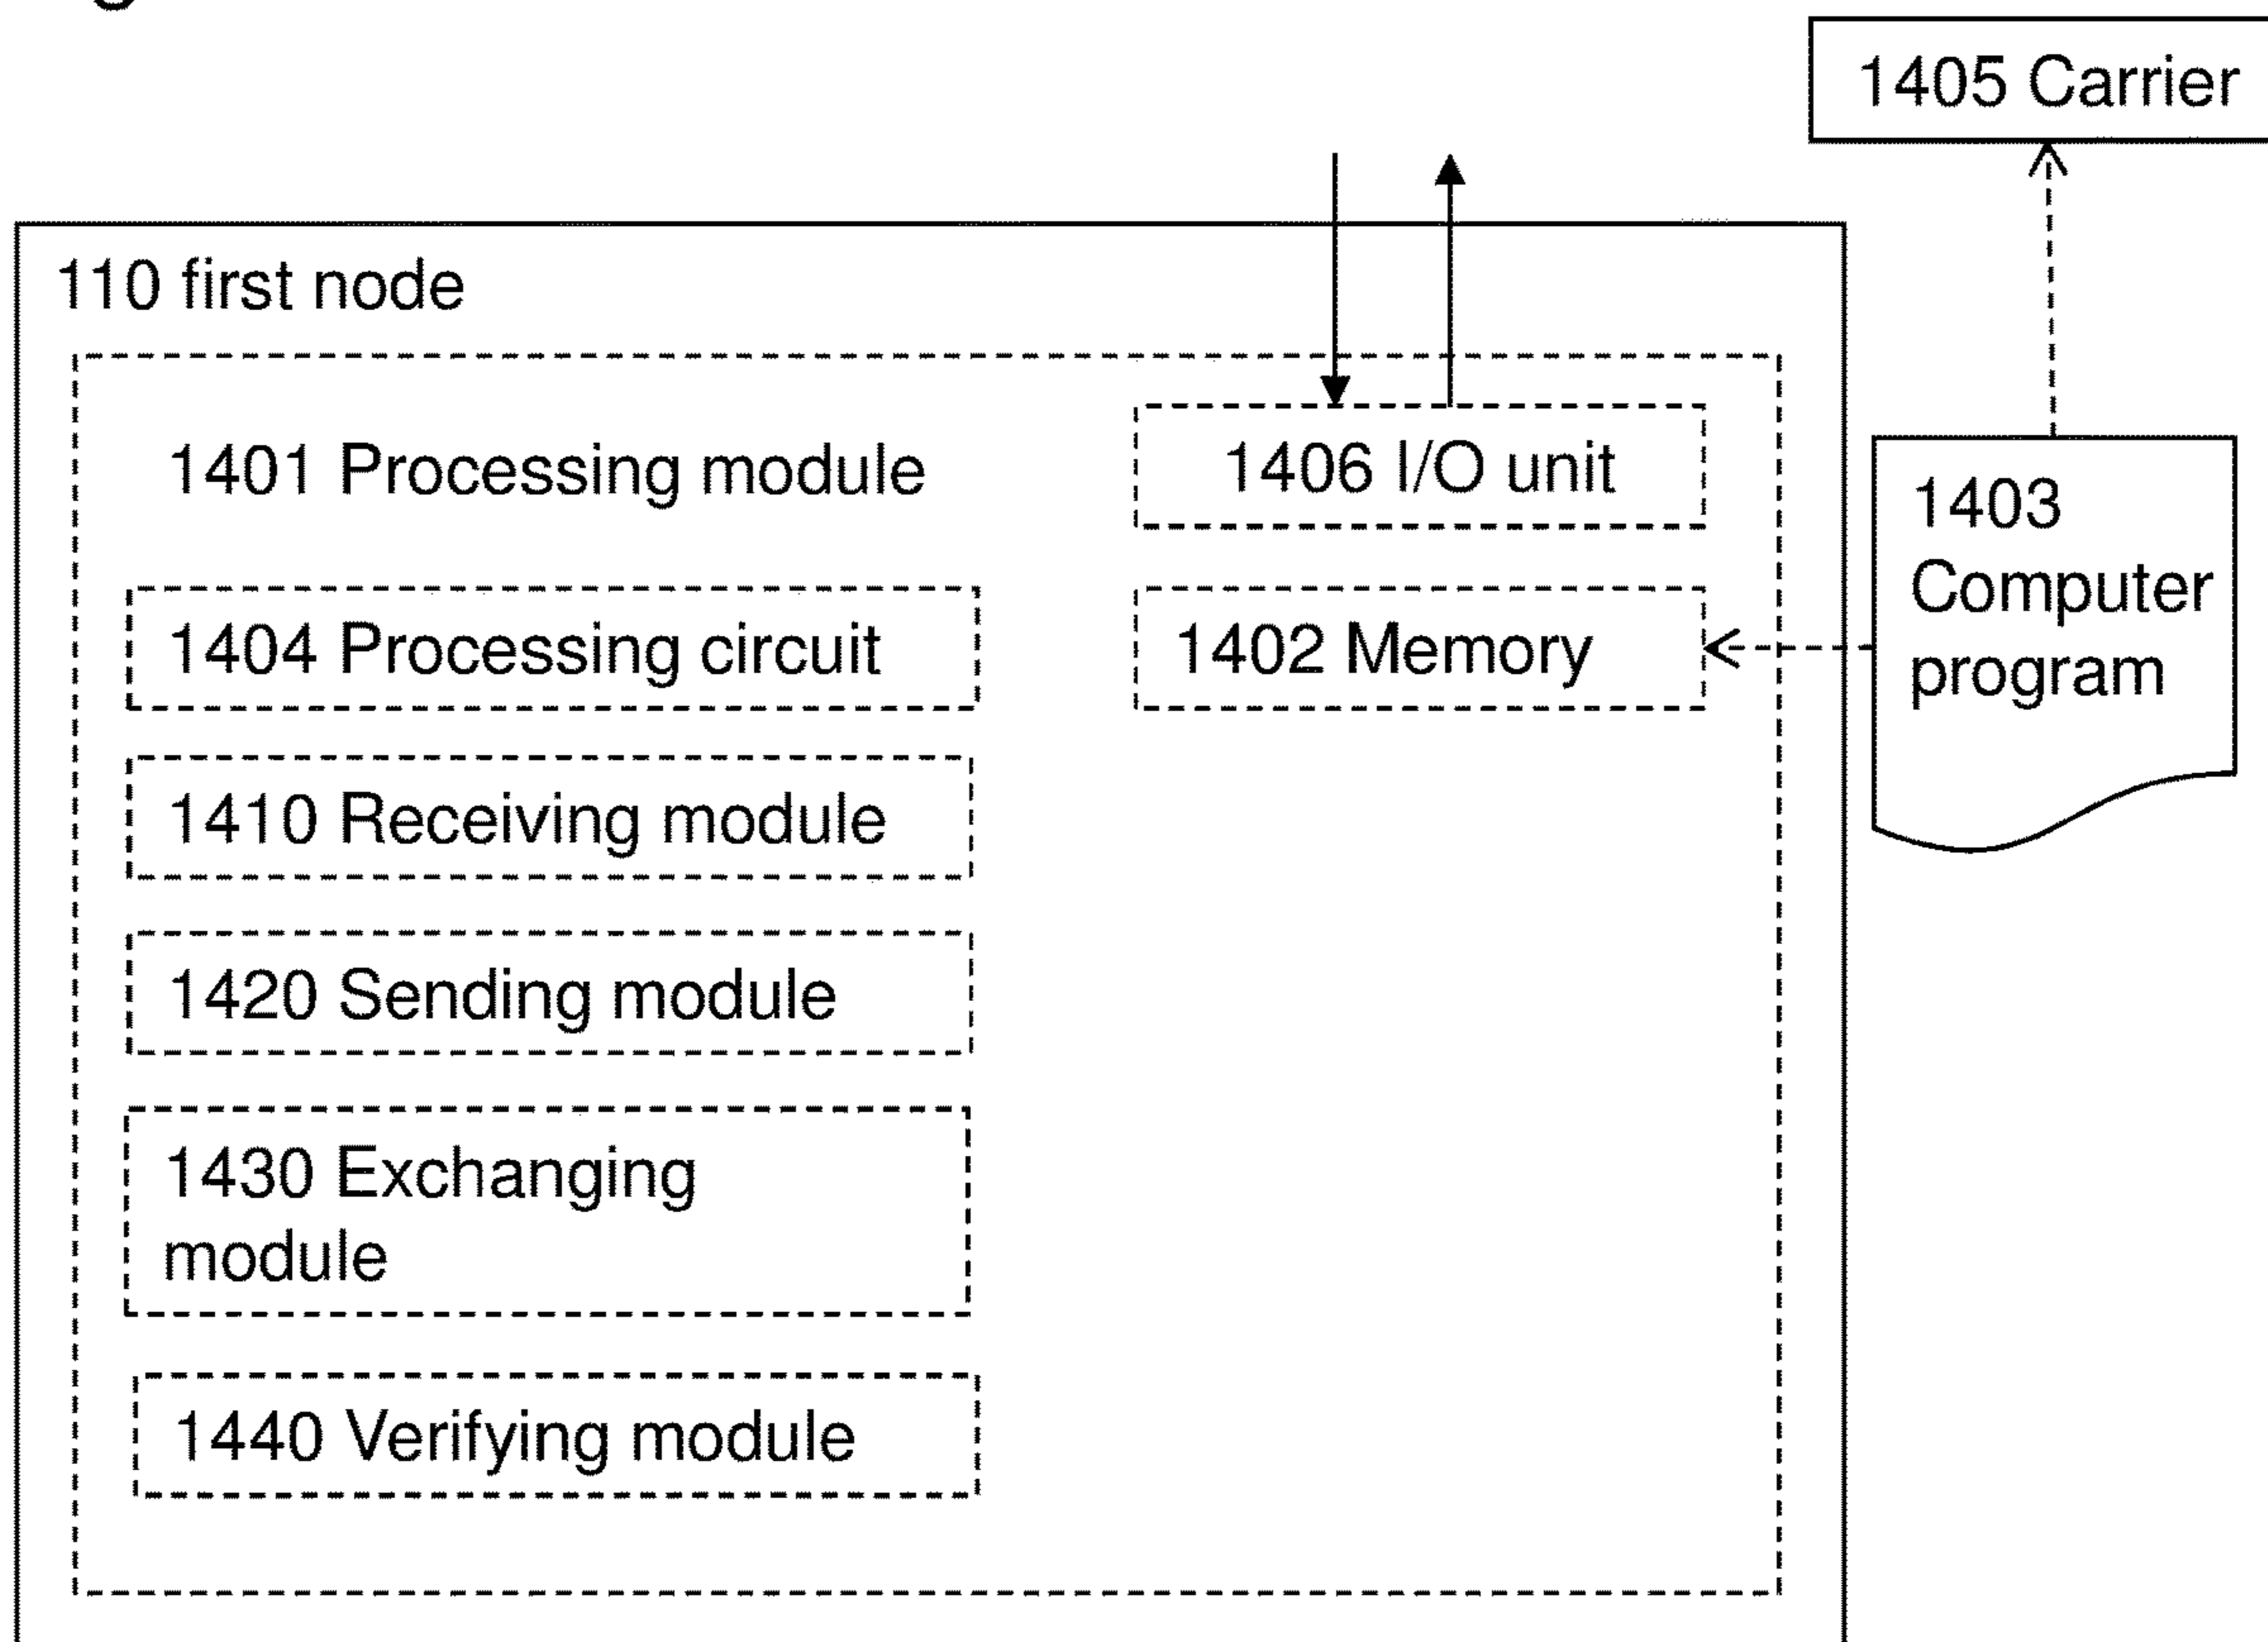 1405 Carrier
110 first node
1401 Processing module
1406 I/O unit
1403
Computer
program
1404 Processing circuit
1402 Memory
1410 Receiving module
1420 Sending module
1430 Exchanging
module
1440 Verifying module